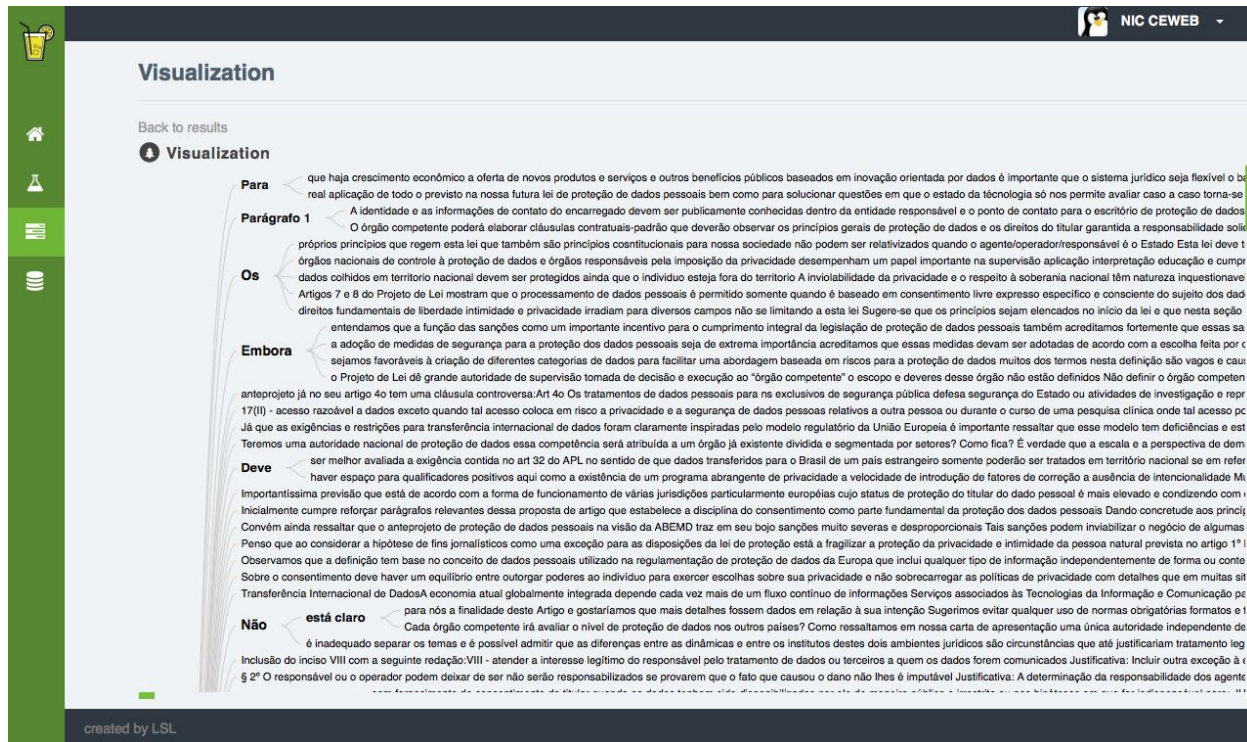 NIC CEWEB
Visualization
Back to results
Visualization
Para
que haja crescimento econômico a oferta de novos produtos e serviços e outros benefícios públicos baseados em inovação orientada por dados é importante que o sistema jurídico seja flexível o
real aplicação de todo o previsto na nossa futura lei de proteção de dados pessoais bem como para solucionar questões em que o estado da técnologia só nos permite avaliar caso a caso torna-se
Parágrafo 1
A identidade e as informações de contato do encarregado devem ser publicamente conhecidas dentro da entidade responsável e o ponto de contato para o escritório de proteção de dados
O órgão competente poderá elaborar cláusulas contratuais-padrão que deverão observar os princípios gerais de proteção de dados e os direitos do titular garantida a responsabilidade
Os
próprios princípios que regem esta lei que também são princípios cosntitucionais para nossa sociedade não podem ser relativizados quando o agente/operador/responsável é o Estado Esta lei deve
órgãos nacionais de controle à proteção de dados e órgãos responsáveis pela imposição da privacidade desempenham um papel importante na supervisão aplicação interpretação educação e
dados colhidos em territorio nacional devem ser protegidos ainda que o individuo esteja fora do territorio A inviolabilidade da privacidade e o respeito à soberania nacional têm natureza inquestionave
Artigos 7 e 8 do Projeto de Lei mostram que o processamento de dados pessoais é permitido somente quando é baseado em consentimento livre expresso específico e consciente do sujeito dos dad
direitos fundamentais de liberdade intimidade e privacidade irradiam para diversos campos não se limitando a esta lei Sugere-se que os princípios sejam elencados no início da lei e que nesta seção
Embora
entendamos que a função das sanções como um importante incentivo para o cumprimento integral da legislação de proteção de dados pessoais também acreditamos fortemente que essas sa
a adoção de medidas de segurança para a proteção dos dados pessoais seja de extrema importância acreditamos que essas medidas devam ser adotadas de acordo com a escolha feita por
sejamos favoráveis à criação de diferentes categorias de dados para facilitar uma abordagem baseada em riscos para a proteção de dados muitos dos termos nesta definição são vagos e
o Projeto de Lei dê grande autoridade de supervisão tomada de decisão e execução ao “órgão competente” o escopo e deveres desse órgão não estão definidos Não definir o órgão competen
anteprojeto já no seu artigo 4o tem uma cláusula controversa:Art 4o Os tratamentos de dados pessoais para ns exclusivos de segurança pública defesa segurança do Estado ou atividades de investigação e repr
17(II) - acesso razoável a dados exceto quando tal acesso coloca em risco a privacidade e a segurança de dados pessoas relativos a outra pessoa ou durante o curso de uma pesquisa clínica onde tal acesso
Já que as exigências e restrições para transferência internacional de dados foram claramente inspiradas pelo modelo regulatório da União Europeia é importante ressaltar que esse modelo tem deficiências e est
Teremos uma autoridade nacional de proteção de dados essa competência será atribuída a um órgão já existente dividida e segmentada por setores? Como fica? É verdade que a escala e a perspectiva de dem
Deve
ser melhor avaliada a exigência contida no art 32 do APL no sentido de que dados transferidos para o Brasil de um país estrangeiro somente poderão ser tratados em território nacional se em refer
haver espaço para qualificadores positivos aqui como a existência de um programa abrangente de privacidade a velocidade de introdução de fatores de correção a ausência de intencionalidade
Importantíssima previsão que está de acordo com a forma de funcionamento de várias jurisdições particularmente européias cujo status de proteção do titular do dado pessoal é mais elevado e condizendo com
Inicialmente cumpre reforçar parágrafos relevantes dessa proposta de artigo que estabelece a disciplina do consentimento como parte fundamental da proteção dos dados pessoais Dando concretude aos
Convém ainda ressaltar que o anteprojeto de proteção de dados pessoais na visão da ABEMD traz em seu bojo sanções muito severas e desproporcionais Tais sanções podem inviabilizar o negócio de algumas
Penso que ao considerar a hipótese de fins jornalísticos como uma exceção para as disposições da lei de proteção está a fragilizar a proteção da privacidade e intimidade da pessoa natural prevista no artigo 1º
Observamos que a definição tem base no conceito de dados pessoais utilizado na regulamentação de proteção de dados da Europa que inclui qualquer tipo de informação independentemente de forma ou conte
Sobre o consentimento deve haver um equilíbrio entre outorgar poderes ao indivíduo para exercer escolhas sobre sua privacidade e não sobrecarregar as políticas de privacidade com detalhes que em muitas sit
Transferência Internacional de DadosA economia atual globalmente integrada depende cada vez mais de um fluxo contínuo de informações Serviços associados às Tecnologias da Informação e Comunicação
Não
está claro
para nós a finalidade deste Artigo e gostaríamos que mais detalhes fossem dados em relação à sua intenção Sugerimos evitar qualquer uso de normas obrigatórias formatos e
Cada órgão competente irá avaliar o nível de proteção de dados nos outros países? Como ressaltamos em nossa carta de apresentação uma única autoridade independente de
é inadequado separar os temas e é possível admitir que as diferenças entre as dinâmicas e entre os institutos destes dois ambientes jurídicos são circunstâncias que até justificariam tratamento leg
Inclusão do inciso VIII com a seguinte redação:VIII - atender a interesse legítimo do responsável pelo tratamento de dados ou terceiros a quem os dados forem comunicados Justificativa: Incluir outra exceção à
§ 2º O responsável ou o operador podem deixar de ser não serão responsabilizados se provarem que o fato que causou o dano não lhes é imputável Justificativa: A determinação da responsabilidade dos agente
created by LSL